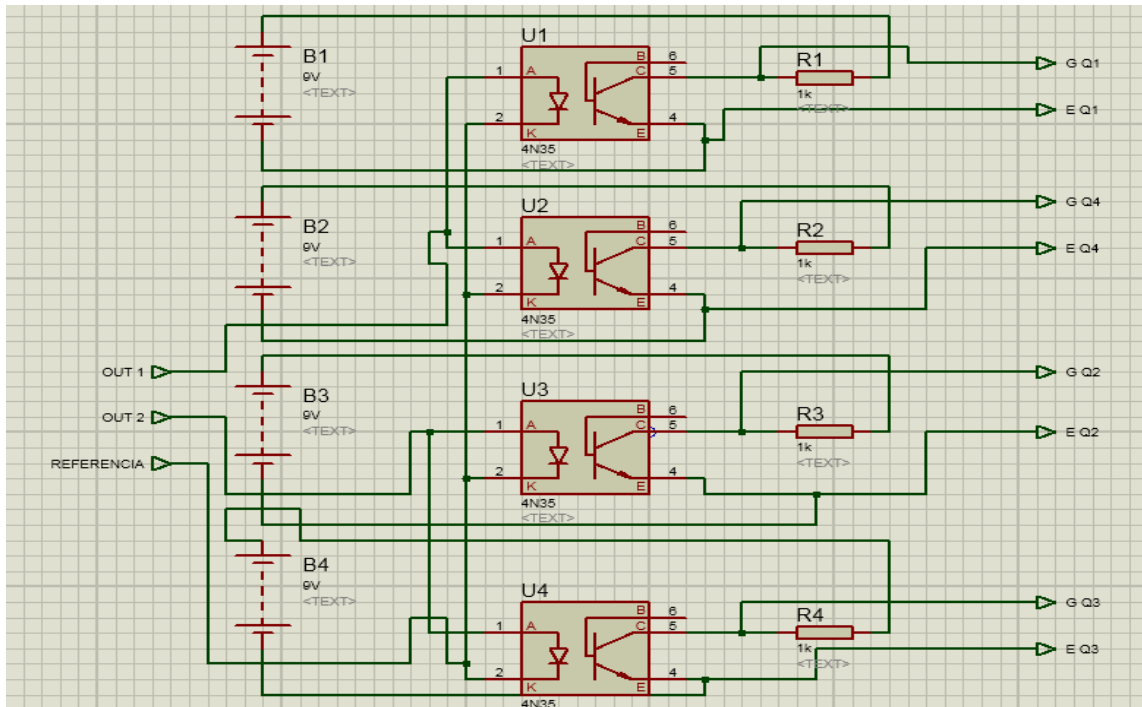 B1
9V
<TEXT>
U1
1
A
2
K
B
6
C
5
4
E
4N35
<TEXT>
R1
1k
<TEXT>
G Q1
E Q1
B2
9V
<TEXT>
U2
1
A
2
K
B
6
C
5
4
E
4N35
<TEXT>
R2
1k
<TEXT>
G Q4
E Q4
OUT 1
OUT 2
REFERENCIA
B3
9V
<TEXT>
U3
1
A
2
K
B
6
C
5
4
E
4N35
<TEXT>
R3
1k
<TEXT>
G Q2
E Q2
B4
9V
<TEXT>
U4
1
A
2
K
B
6
C
5
4
E
4N35
R4
1k
<TEXT>
G Q3
E Q3